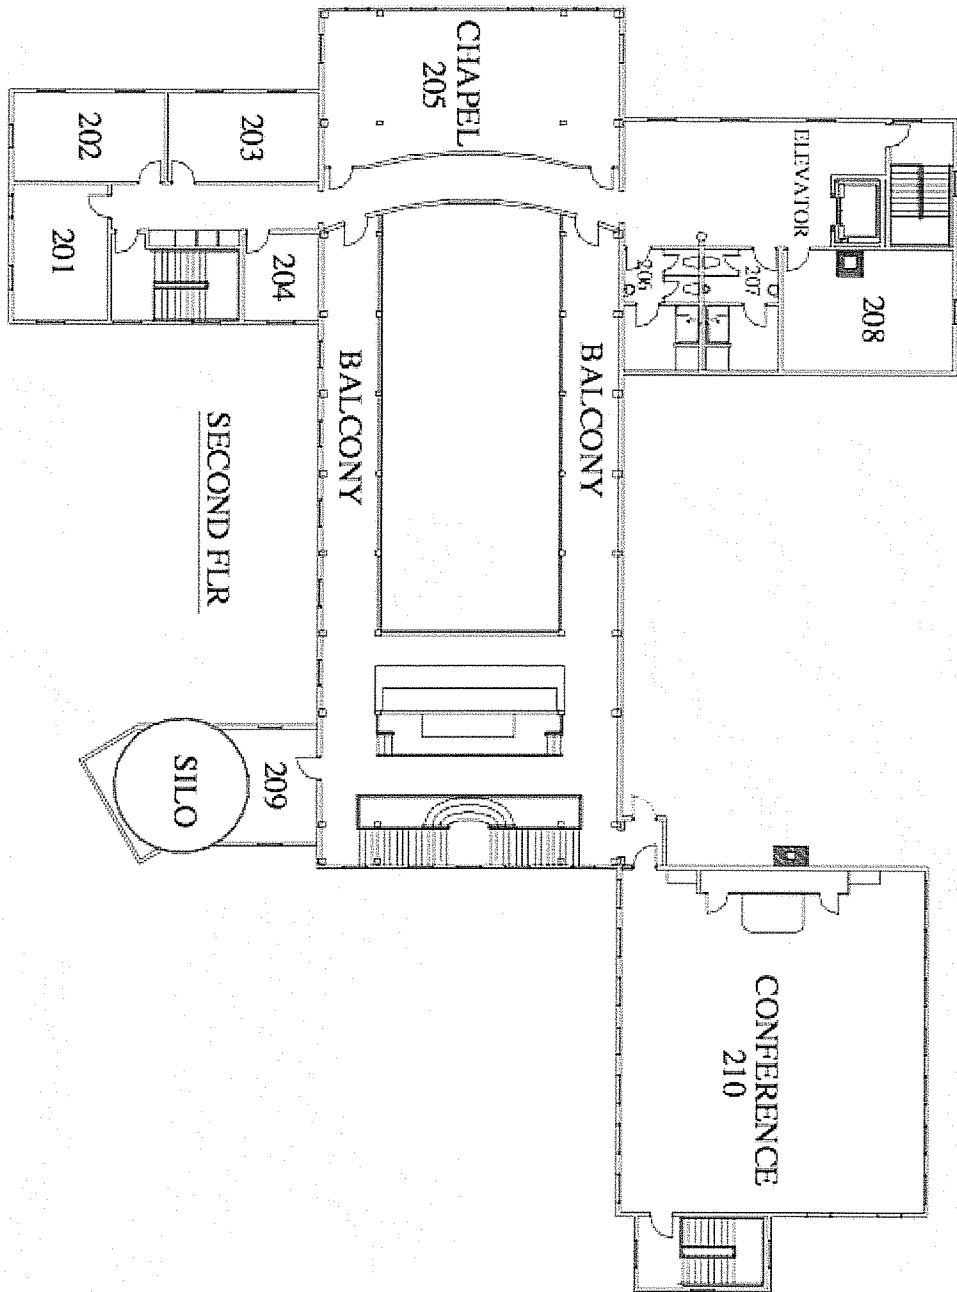 CHAPEL
205
202
203
201
204
ELEVATOR
206
207
208
BALCONY
BALCONY
SECOND FLR
SILO
209
CONFERENCE
210